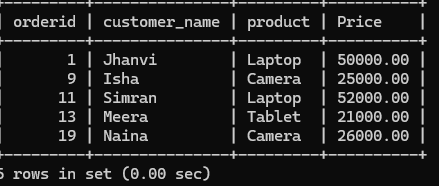 | orderid | customer_name | product | Price |
| 1 | Jhanvi | Laptop | 50000.00 |
| 9 | Isha | Camera | 25000.00 |
| 11 | Simran | Laptop | 52000.00 |
| 13 | Meera | Tablet | 21000.00 |
| 19 | Naina | Camera | 26000.00 |
rows in set (0.00 sec)